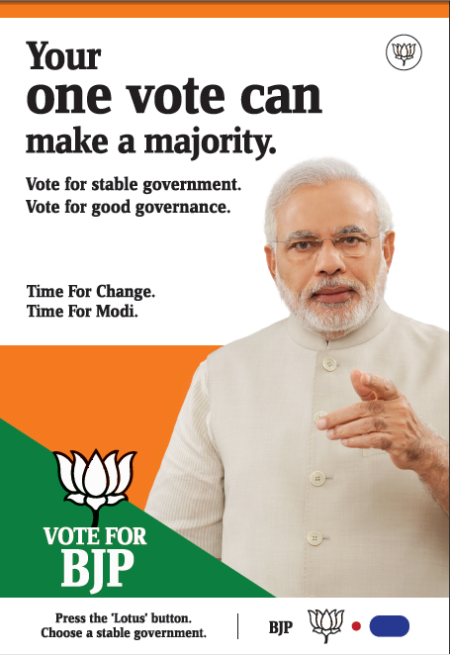 Your
one vote can
make a majority.
Vote for stable government.
Vote for good governance.
Time For Change.
Time For Modi.
VOTE FOR
BJP
Press the 'Lotus' button.
Choose a stable government.
BJP